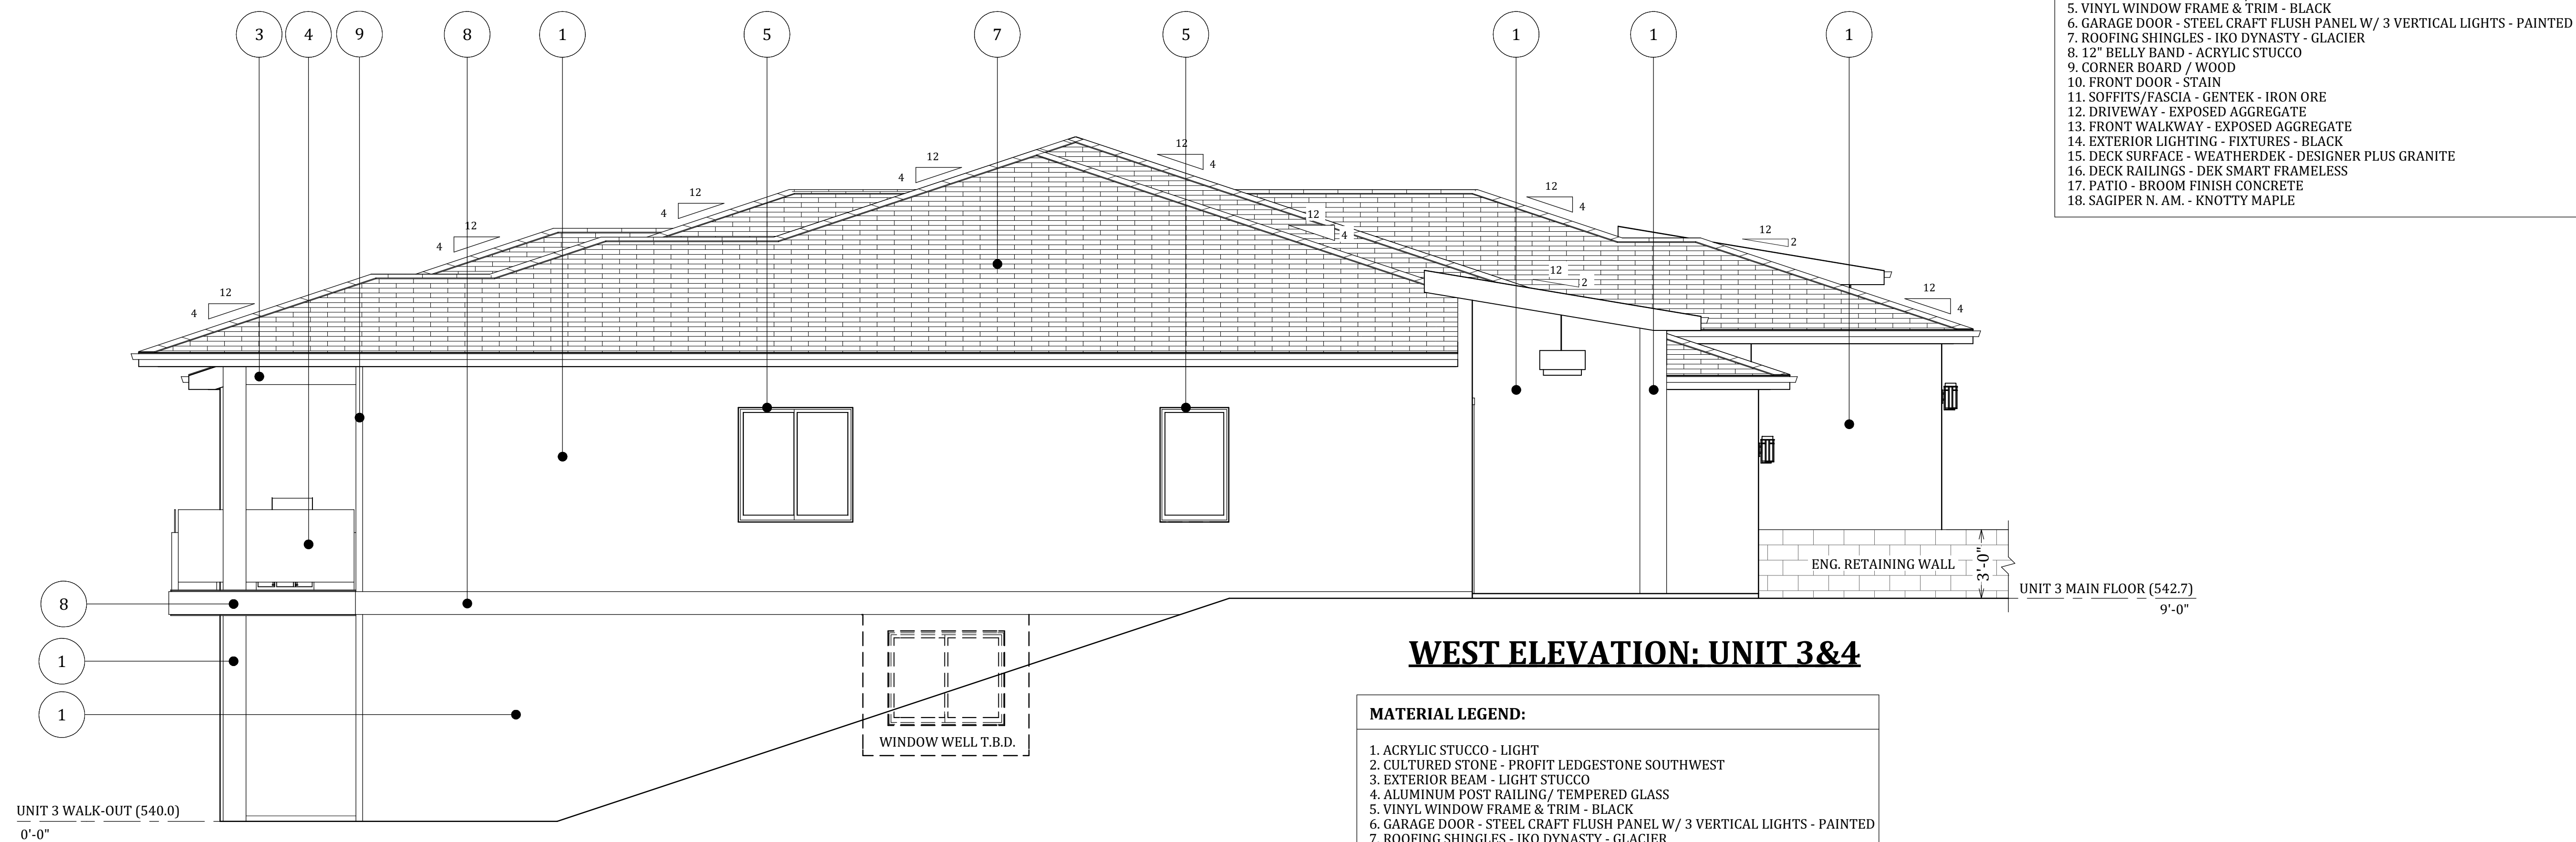 3 4 9 8 1 5 7 5 1 1 1
5. VINYL WINDOW FRAME & TRIM - BLACK
6. GARAGE DOOR - STEEL CRAFT FLUSH PANEL W/ 3 VERTICAL LIGHTS - PAINTED
7. ROOFING SHINGLES - IKO DYNASTY - GLACIER
8. 12" BELLY BAND - ACRYLIC STUCCO
9. CORNER BOARD / WOOD
10. FRONT DOOR - STAIN
11. SOFFITS/FASCIA - GENTEK - IRON ORE
12. DRIVEWAY - EXPOSED AGGREGATE
13. FRONT WALKWAY - EXPOSED AGGREGATE
14. EXTERIOR LIGHTING - FIXTURES - BLACK
15. DECK SURFACE - WEATHERDEK - DESIGNER PLUS GRANITE
16. DECK RAILINGS - DEK SMART FRAMELESS
17. PATIO - BROOM FINISH CONCRETE
18. SAGIPER N. AM. - KNOTTY MAPLE
12
4
12
4
12
4
12
4
12
4
12
4
12
4
12
2
12
2
12
4
ENG. RETAINING WALL
3'-0"
UNIT 3 MAIN FLOOR (542.7)
9'-0"
8
1
1
WINDOW WELL T.B.D.
UNIT 3 WALK-OUT (540.0)
0'-0"
WEST ELEVATION: UNIT 3&4
MATERIAL LEGEND:
1. ACRYLIC STUCCO - LIGHT
2. CULTURED STONE - PROFIT LEDGESTONE SOUTHWEST
3. EXTERIOR BEAM - LIGHT STUCCO
4. ALUMINUM POST RAILING/ TEMPERED GLASS
5. VINYL WINDOW FRAME & TRIM - BLACK
6. GARAGE DOOR - STEEL CRAFT FLUSH PANEL W/ 3 VERTICAL LIGHTS - PAINTED
7. ROOFING SHINGLES - IKO DYNASTY - GLACIER